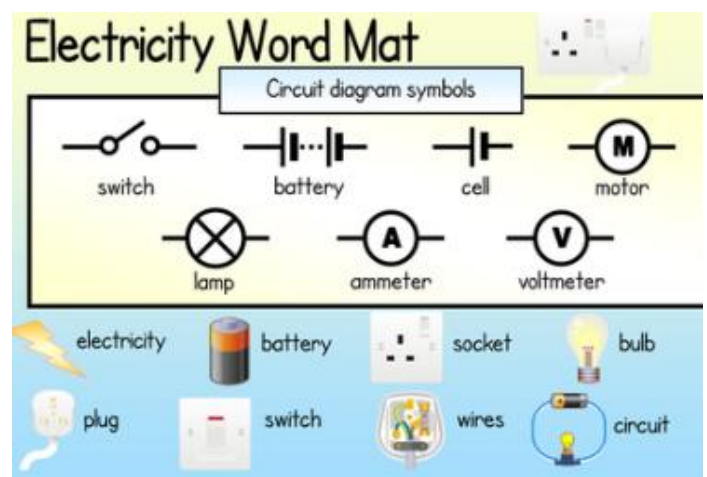 Electricity Word Mat
Circuit diagram symbols
switch battery cell motor
M
lamp ammeter voltmeter
A V
electricity battery socket bulb
plug switch wires circuit